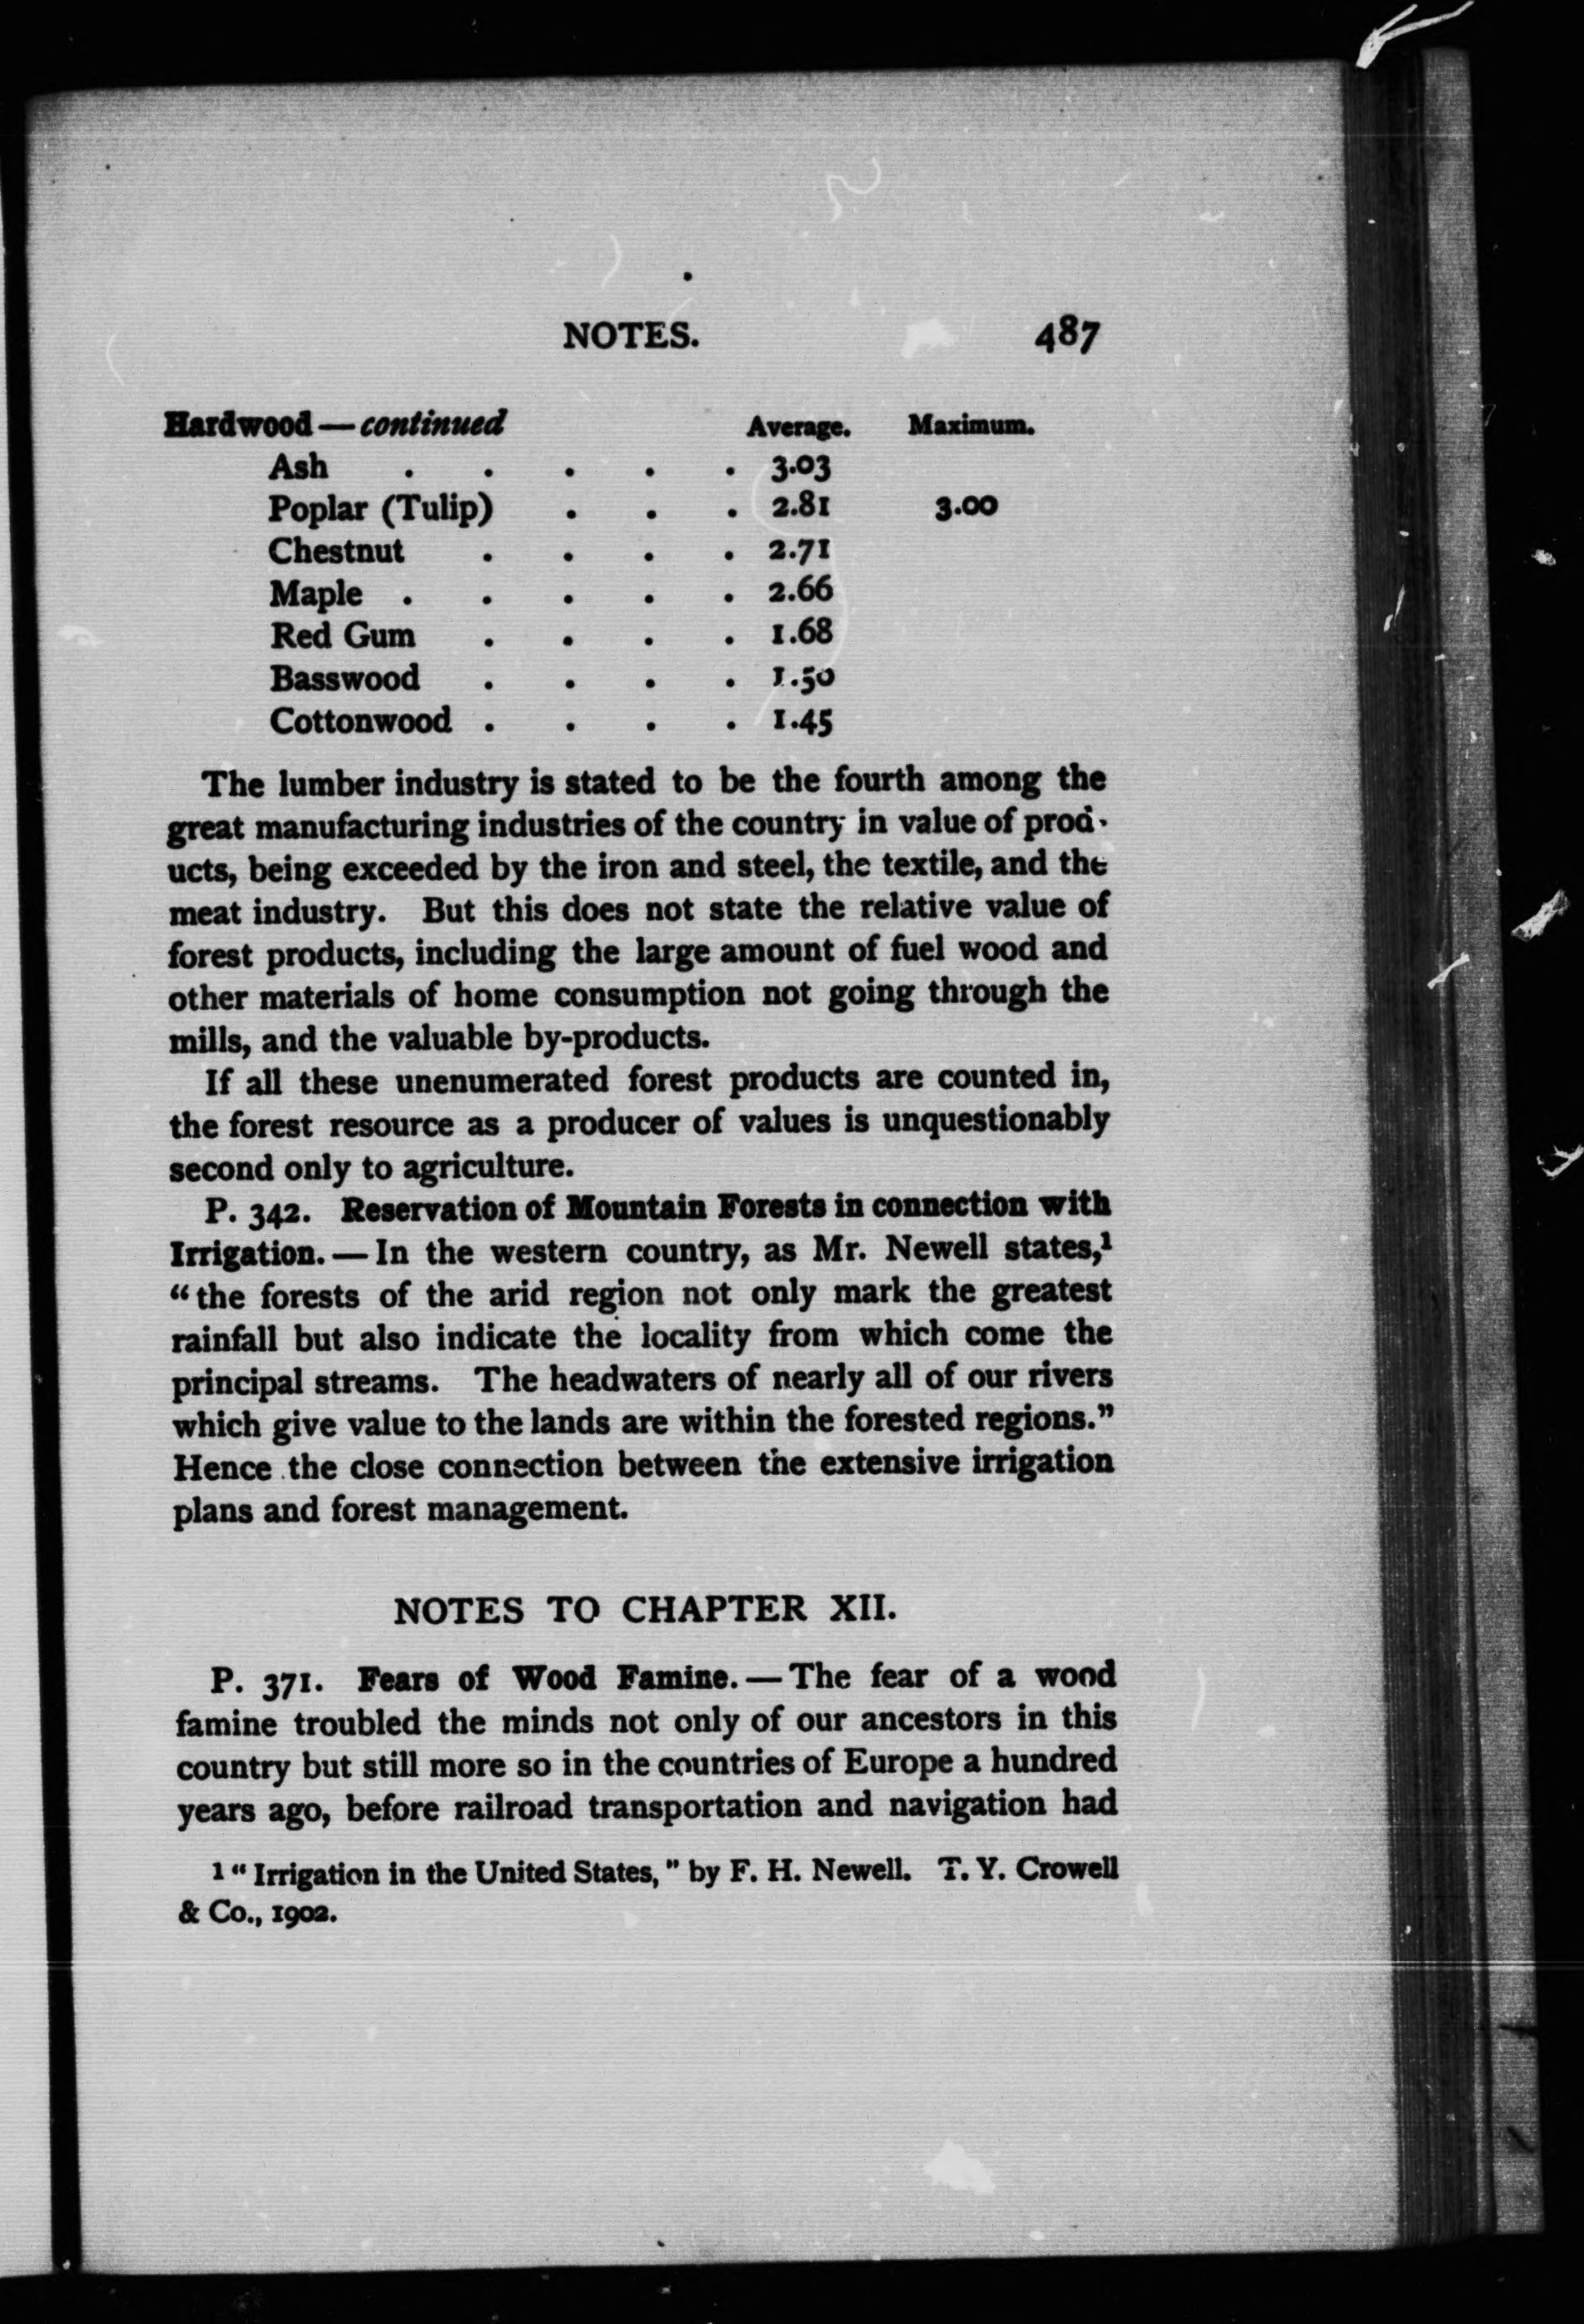 NOTES. 487
Hardwood — continued Average. Maximum.
Ash . . . . . 3.03
Poplar (Tulip) . . . 2.81 3.00
Chestnut . . . . 2.71
Maple . . . . . 2.66
Red Gum . . . . 1.68
Basswood . . . . 1.50
Cottonwood . . . . 1.45
The lumber industry is stated to be the fourth among the
great manufacturing industries of the country in value of prod-
ucts, being exceeded by the iron and steel, the textile, and the
meat industry. But this does not state the relative value of
forest products, including the large amount of fuel wood and
other materials of home consumption not going through the
mills, and the valuable by-products.
If all these unenumerated forest products are counted in,
the forest resource as a producer of values is unquestionably
second only to agriculture.
P. 342. Reservation of Mountain Forests in connection with
Irrigation. — In the western country, as Mr. Newell states,¹
“the forests of the arid region not only mark the greatest
rainfall but also indicate the locality from which come the
principal streams. The headwaters of nearly all of our rivers
which give value to the lands are within the forested regions.”
Hence the close connection between the extensive irrigation
plans and forest management.
NOTES TO CHAPTER XII.
P. 371. Fears of Wood Famine. — The fear of a wood
famine troubled the minds not only of our ancestors in this
country but still more so in the countries of Europe a hundred
years ago, before railroad transportation and navigation had
¹ “Irrigation in the United States,” by F. H. Newell. T. Y. Crowell
& Co., 1902.